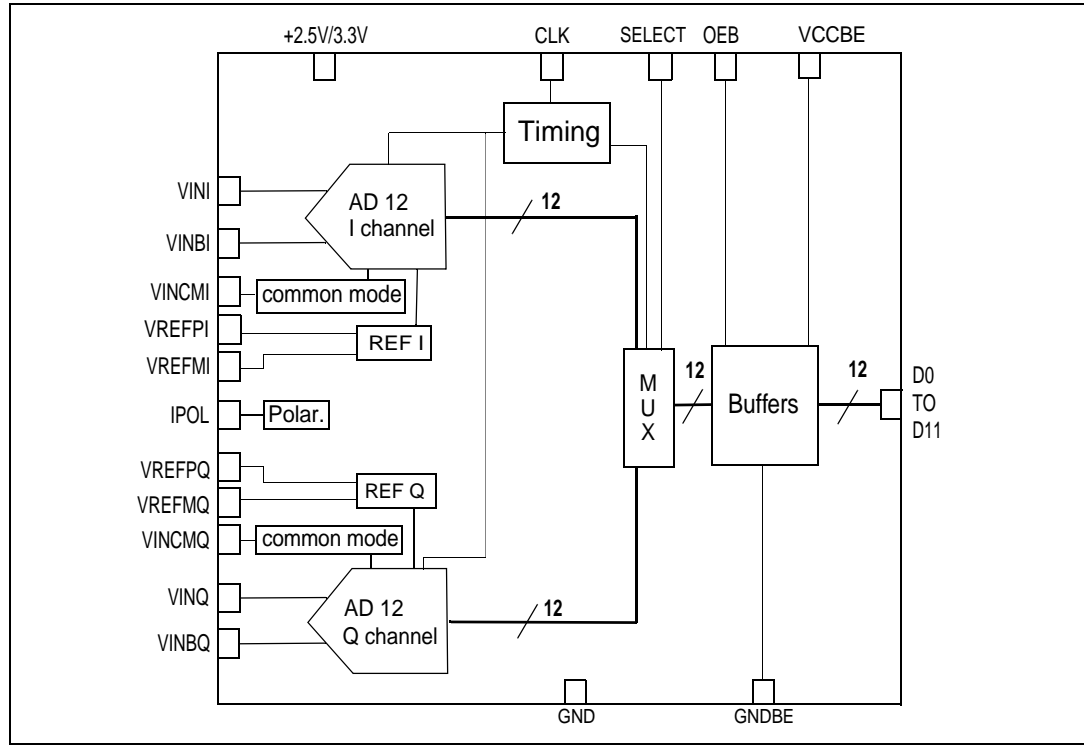 +2.5V/3.3V
CLK
SELECT
OEB
VCCBE
Timing
VINI
AD 12
I channel
12
VINBI
VINCMI
common mode
VREFPI
REF I
VREFMI
MUX
12
Buffers
12
D0
TO
D11
IPOL
Polar.
VREFPQ
REF Q
VREFMQ
VINCMQ
common mode
VINQ
AD 12
Q channel
12
VINBQ
GND
GNDBE